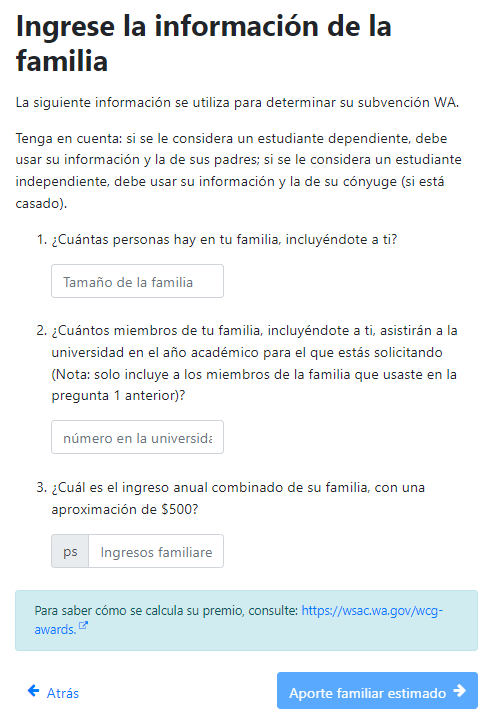 Ingrese la información de la
familia
La siguiente información se utiliza para determinar su subvención WA.
Tenga en cuenta: si se le considera un estudiante dependiente, debe
usar su información y la de sus padres; si se le considera un estudiante
independiente, debe usar su información y la de su cónyuge (si está
casado).
1. ¿Cuántas personas hay en tu familia, incluyéndote a ti?
Tamaño de la familia
2. ¿Cuántos miembros de tu familia, incluyéndote a ti, asistirán a la
universidad en el año académico para el que estás solicitando
(Nota: solo incluye a los miembros de la familia que usaste en la
pregunta 1 anterior)?
número en la universida
3. ¿Cuál es el ingreso anual combinado de su familia, con una
aproximación de $500?
ps Ingresos familiare
Para saber cómo se calcula su premio, consulte: https://wsac.wa.gov/wcg-
awards.
Atrás
Aporte familiar estimado